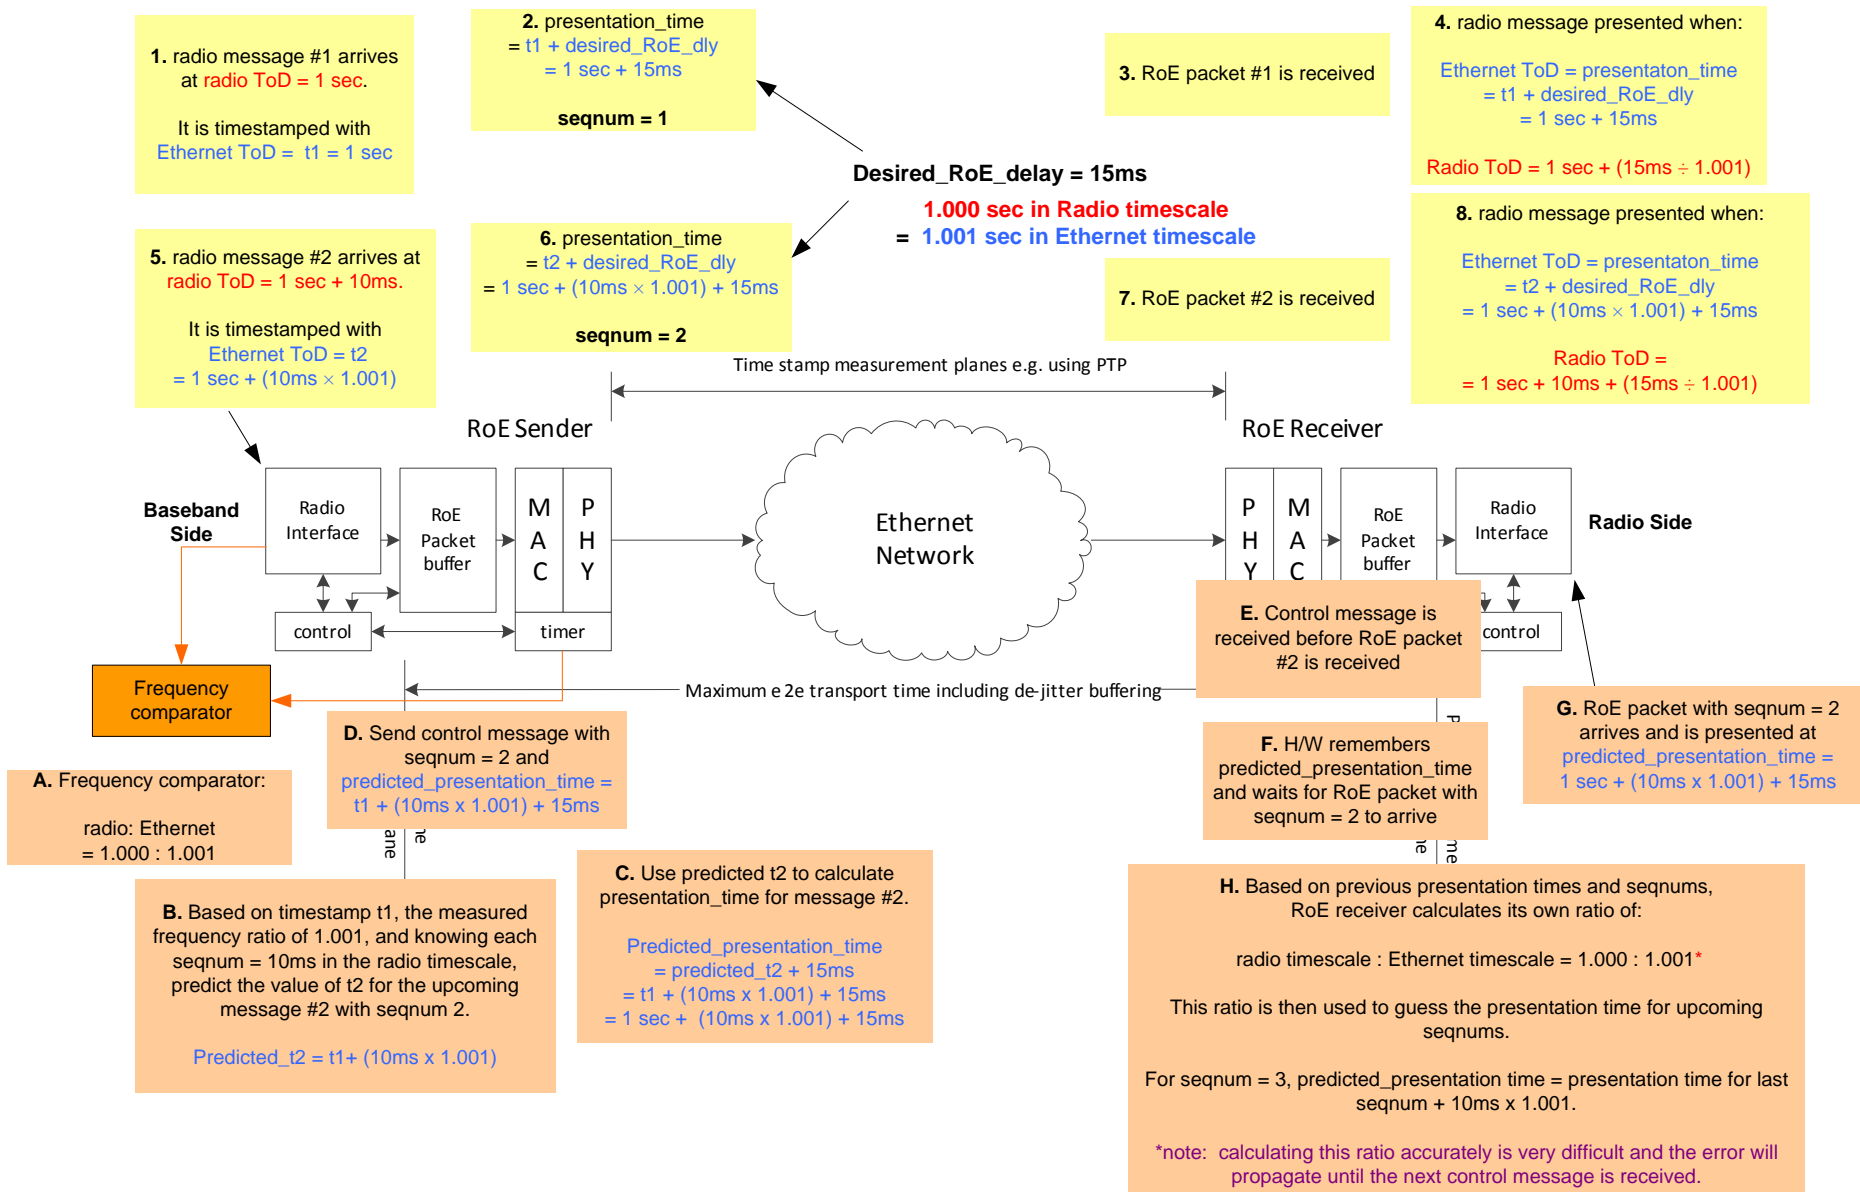 1. radio message #1 arrives
at radio ToD = 1 sec.
It is timestamped with
Ethernet ToD = t1 = 1 sec
2. presentation_time
= t1 + desired_RoE_dly
= 1 sec + 15ms
seqnum = 1
3. RoE packet #1 is received
4. radio message presented when:
Ethernet ToD = presentaton_time
= t1 + desired_RoE_dly
= 1 sec + 15ms
Radio ToD = 1 sec + (15ms ÷ 1.001)
Desired_RoE_delay = 15ms
1.000 sec in Radio timescale
= 1.001 sec in Ethernet timescale
5. radio message #2 arrives at
radio ToD = 1 sec + 10ms.
It is timestamped with
Ethernet ToD = t2
= 1 sec + (10ms × 1.001)
6. presentation_time
= t2 + desired_RoE_dly
= 1 sec + (10ms × 1.001) + 15ms
seqnum = 2
7. RoE packet #2 is received
8. radio message presented when:
Ethernet ToD = presentaton_time
= t2 + desired_RoE_dly
= 1 sec + (10ms × 1.001) + 15ms
Radio ToD =
= 1 sec + 10ms + (15ms ÷ 1.001)
Time stamp measurement planes e.g. using PTP
RoE Sender
RoE Receiver
Baseband
Side
Radio
Interface
RoE
Packet
buffer
M
A
C
P
H
Y
control
timer
Ethernet
Network
P
H
Y
M
A
C
RoE
Packet
buffer
Radio
Interface
control
Radio Side
Frequency
comparator
Maximum e2e transport time including de-jitter buffering
A. Frequency comparator:
radio: Ethernet
= 1.000 : 1.001
B. Based on timestamp t1, the measured
frequency ratio of 1.001, and knowing each
seqnum = 10ms in the radio timescale,
predict the value of t2 for the upcoming
message #2 with seqnum 2.
Predicted_t2 = t1+ (10ms x 1.001)
C. Use predicted t2 to calculate
presentation_time for message #2.
Predicted_presentation_time
= predicted_t2 + 15ms
= t1 + (10ms x 1.001) + 15ms
= 1 sec + (10ms x 1.001) + 15ms
D. Send control message with
seqnum = 2 and
predicted_presentation_time =
t1 + (10ms x 1.001) + 15ms
E. Control message is
received before RoE packet
#2 is received
F. H/W remembers
predicted_presentation_time
and waits for RoE packet with
seqnum = 2 to arrive
G. RoE packet with seqnum = 2
arrives and is presented at
predicted_presentation_time =
1 sec + (10ms x 1.001) + 15ms
H. Based on previous presentation times and seqnums,
RoE receiver calculates its own ratio of:
radio timescale : Ethernet timescale = 1.000 : 1.001*
This ratio is then used to guess the presentation time for upcoming
seqnums.
For seqnum = 3, predicted_presentation time = presentation time for last
seqnum + 10ms x 1.001.
*note: calculating this ratio accurately is very difficult and the error will
propagate until the next control message is received.